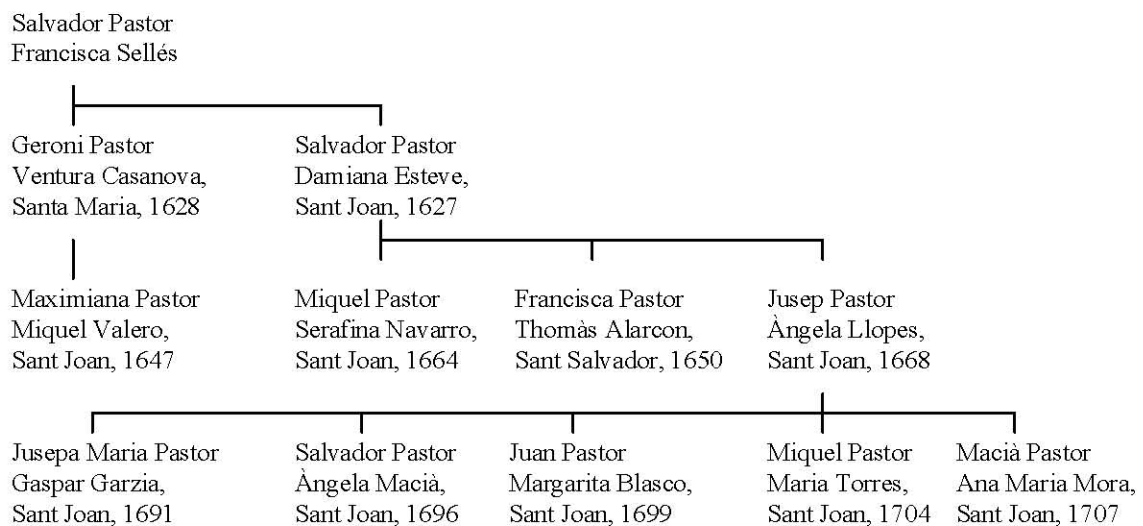 Salvador Pastor
Francisca Sellés
Geroni Pastor
Ventura Casanova,
Santa Maria, 1628
Salvador Pastor
Damiana Esteve,
Sant Joan, 1627
Maximiana Pastor
Miquel Valero,
Sant Joan, 1647
Miquel Pastor
Serafina Navarro,
Sant Joan, 1664
Francisca Pastor
Thomàs Alarcon,
Sant Salvador, 1650
Jusep Pastor
Àngela Llopes,
Sant Joan, 1668
Jusepa Maria Pastor
Gaspar Garzia,
Sant Joan, 1691
Salvador Pastor
Àngela Macià,
Sant Joan, 1696
Juan Pastor
Margarita Blasco,
Sant Joan, 1699
Miquel Pastor
Maria Torres,
Sant Joan, 1704
Macià Pastor
Ana Maria Mora,
Sant Joan, 1707